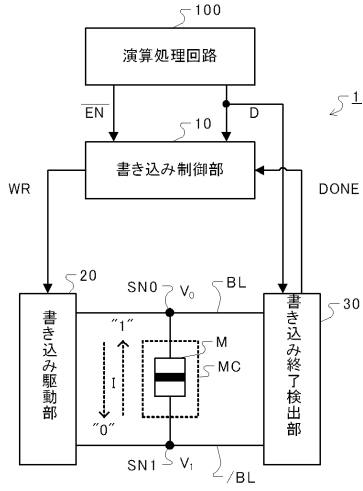 100
演算処理回路
EN
D
1
10
書き込み制御部
WR
DONE
20
SN0
V0
BL
30
書き込み駆動部
"1"
I
"0"
M
MC
書き込み終了検出部
SN1
V1
/BL